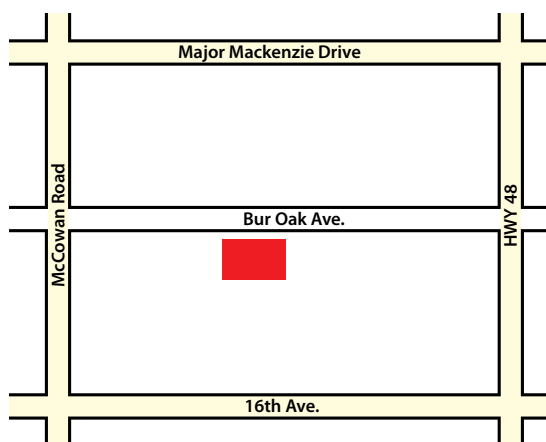 Major Mackenzie Drive
McCowan Road
HWY 48
Bur Oak Ave.
16th Ave.